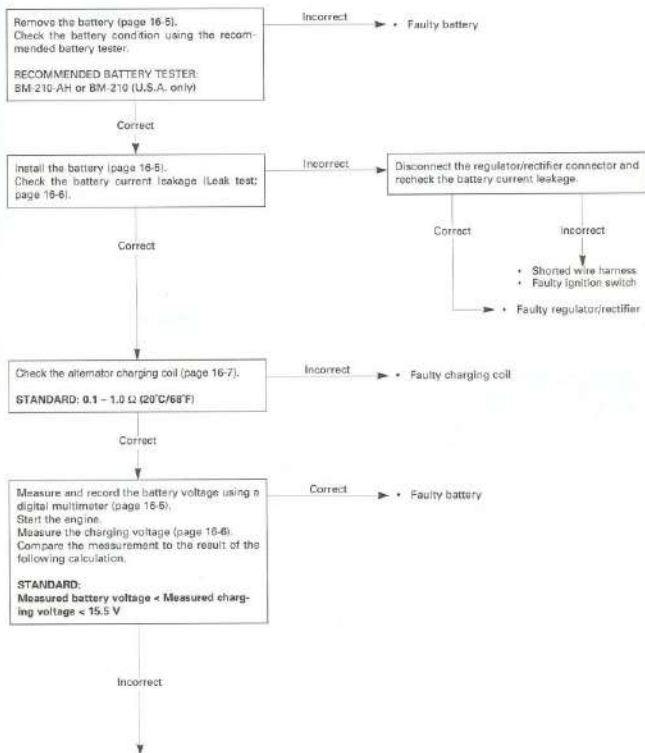 Remove the battery (page 16-5).
Check the battery condition using the recom-
mended battery tester.
RECOMMENDED BATTERY TESTER:
BM-210-AH or BM-210 (U.S.A. only)
Incorrect
• Faulty battery
Correct
Install the battery (page 16-5).
Check the battery current leakage (Leak test;
page 16-6).
Incorrect
Disconnect the regulator/rectifier connector and
recheck the battery current leakage.
Correct
Correct
Incorrect
• Shorted wire harness
• Faulty ignition switch
• Faulty regulator/rectifier
Check the alternator charging coil (page 16-7).
STANDARD: 0.1 – 1.0 Ω (20°C/68°F)
Incorrect
• Faulty charging coil
Correct
Measure and record the battery voltage using a
digital multimeter (page 16-5).
Start the engine.
Measure the charging voltage (page 16-6).
Compare the measurement to the result of the
following calculation.
STANDARD:
Measured battery voltage < Measured charg-
ing voltage < 15.5 V
Correct
• Faulty battery
Incorrect